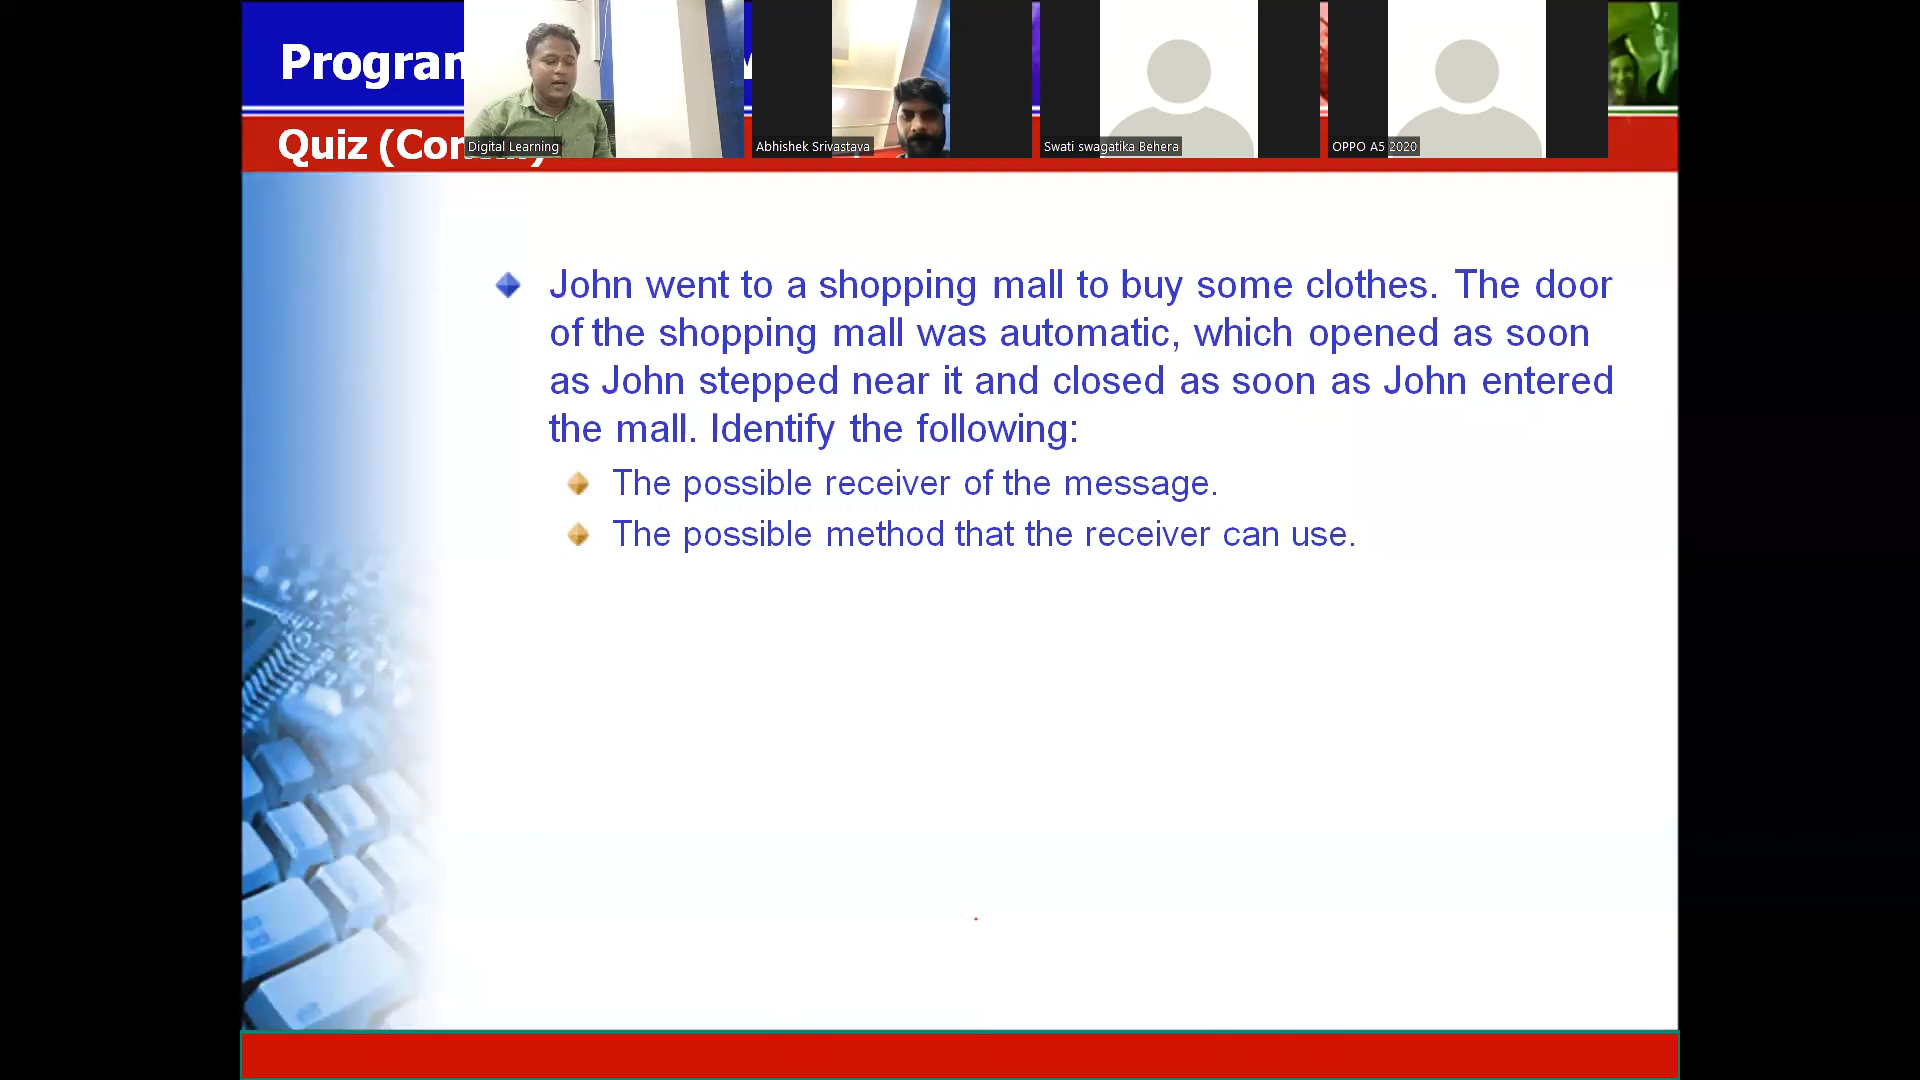 Digital Learning
Abhishek Srivastava
Swati swagatika Behera
OPPO A5 2020
Quiz
John went to a shopping mall to buy some clothes. The door
of the shopping mall was automatic, which opened as soon
as John stepped near it and closed as soon as John entered
the mall. Identify the following:
The possible receiver of the message.
The possible method that the receiver can use.